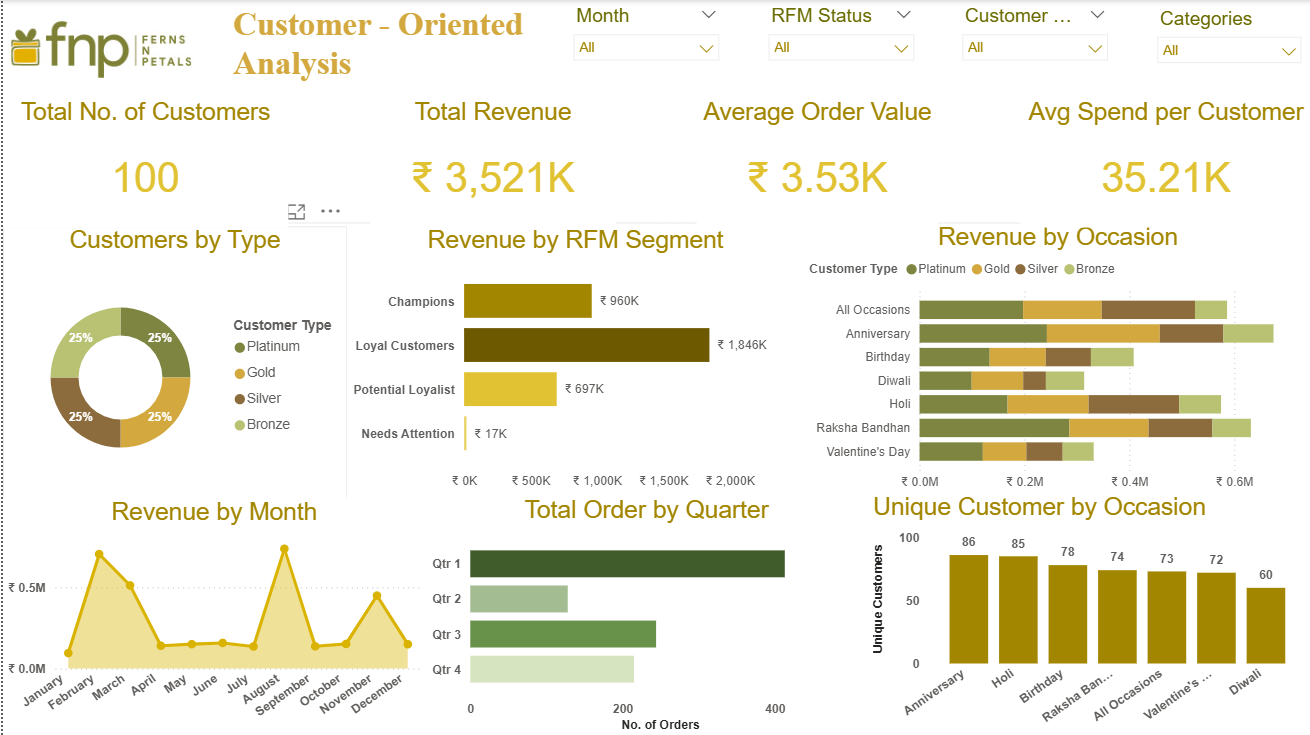 fnp
FERNS
N
PETALS
Customer - Oriented
Analysis
Month
All
RFM Status
All
Customer ...
All
Categories
All
Total No. of Customers
100
Total Revenue
₹ 3,521K
Average Order Value
₹ 3.53K
Avg Spend per Customer
35.21K
Customers by Type
25%
25%
25%
25%
Customer Type
Platinum
Gold
Silver
Bronze
Revenue by RFM Segment
Champions ₹ 960K
Loyal Customers ₹ 1,846K
Potential Loyalist ₹ 697K
Needs Attention ₹ 17K
₹ 0K ₹ 500K ₹ 1,000K ₹ 1,500K ₹ 2,000K
Revenue by Occasion
Customer Type Platinum Gold Silver Bronze
All Occasions
Anniversary
Birthday
Diwali
Holi
Raksha Bandhan
Valentine's Day
₹ 0.0M ₹ 0.2M ₹ 0.4M ₹ 0.6M
Revenue by Month
₹ 0.5M
₹ 0.0M
January
February
March
April
May
June
July
August
September
October
November
December
Total Order by Quarter
Qtr 1
Qtr 2
Qtr 3
Qtr 4
0 200 400
No. of Orders
Unique Customer by Occasion
Unique Customers
100
50
0
86
85
78
74
73
72
60
Anniversary
Holi
Birthday
Raksha Ban...
All Occasions
Valentine's ...
Diwali